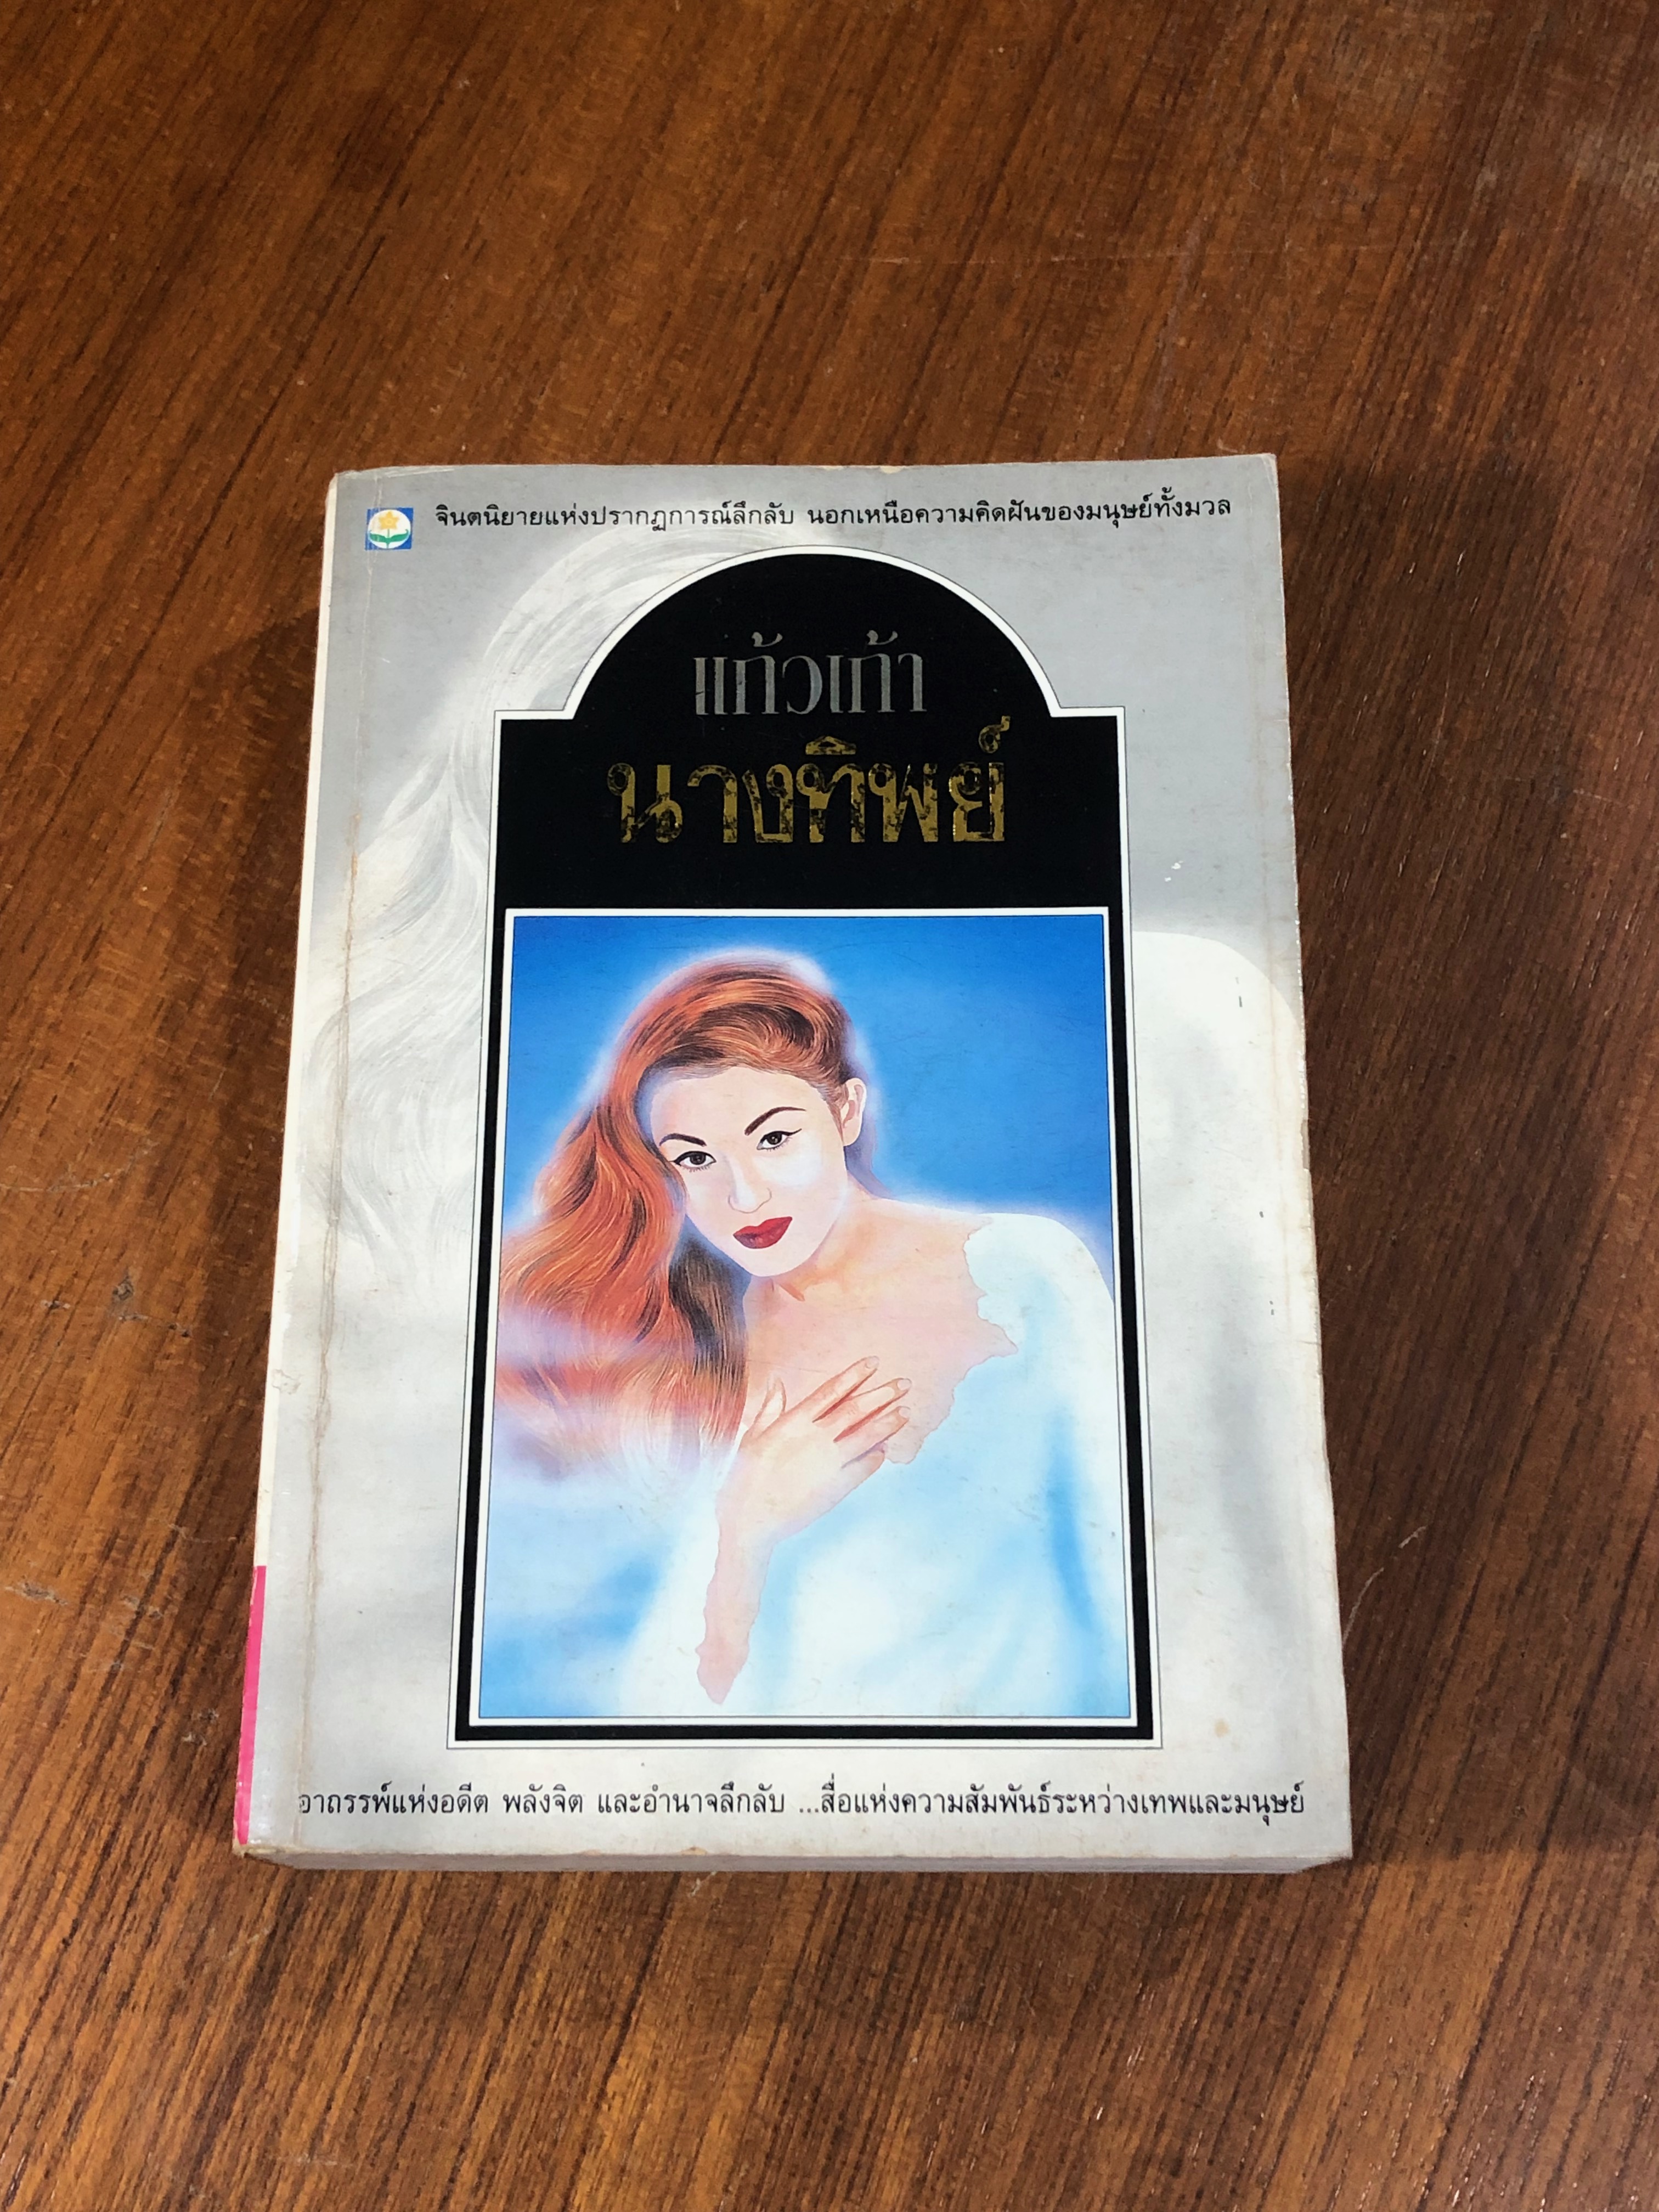 จินตนิยายแห่งปรากฏการณ์ลึกลับ นอกเหนือความคิดฝันของมนุษย์ทั้งมวล
แก้วเก้า
นางทิพย์
อาถรรพ์แห่งอดีต พลังจิต และอำนาจลึกลับ ...สื่อแห่งความสัมพันธ์ระหว่างเทพและมนุษย์